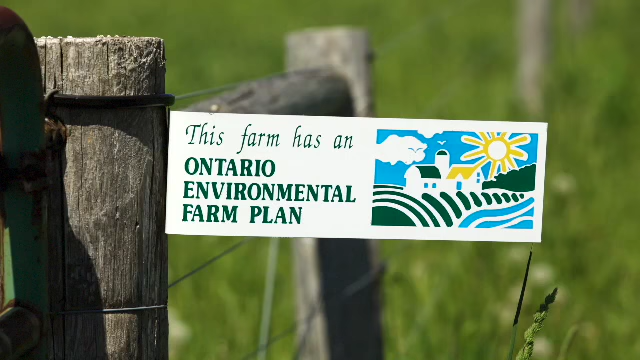 This farm has an
ONTARIO
ENVIRONMENTAL
FARM PLAN